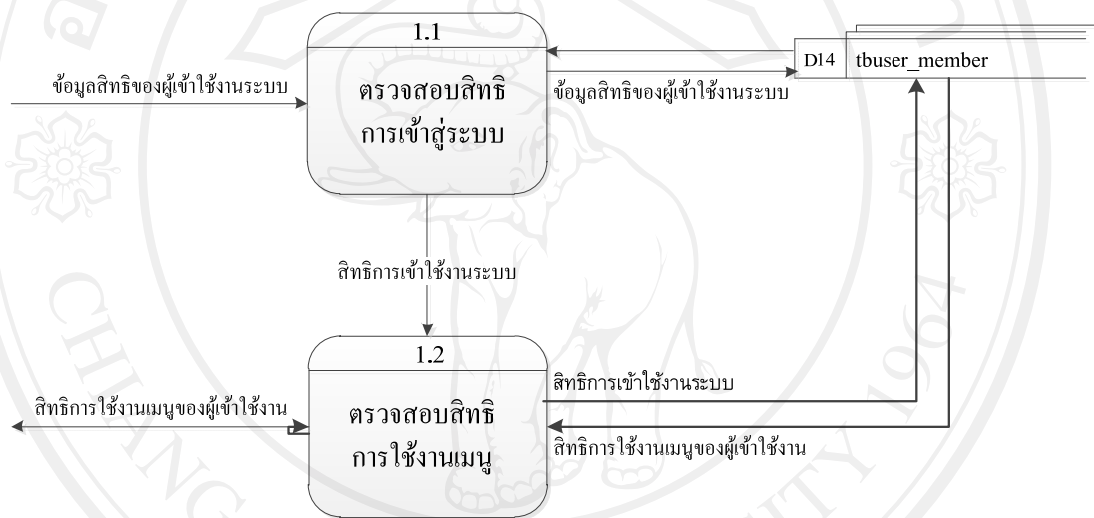 1.1
ตรวจสอบสิทธิ
การเข้าสู่ระบบ
ข้อมูลสิทธิของผู้เข้าใช้งานระบบ
ข้อมูลสิทธิของผู้เข้าใช้งานระบบ
D14 tbuser_member
สิทธิการเข้าใช้งานระบบ
1.2
ตรวจสอบสิทธิ
การใช้งานเมนู
สิทธิการใช้งานเมนูของผู้เข้าใช้งาน
สิทธิการเข้าใช้งานระบบ
สิทธิการใช้งานเมนูของผู้เข้าใช้งาน
CHIANG
SITY 1964